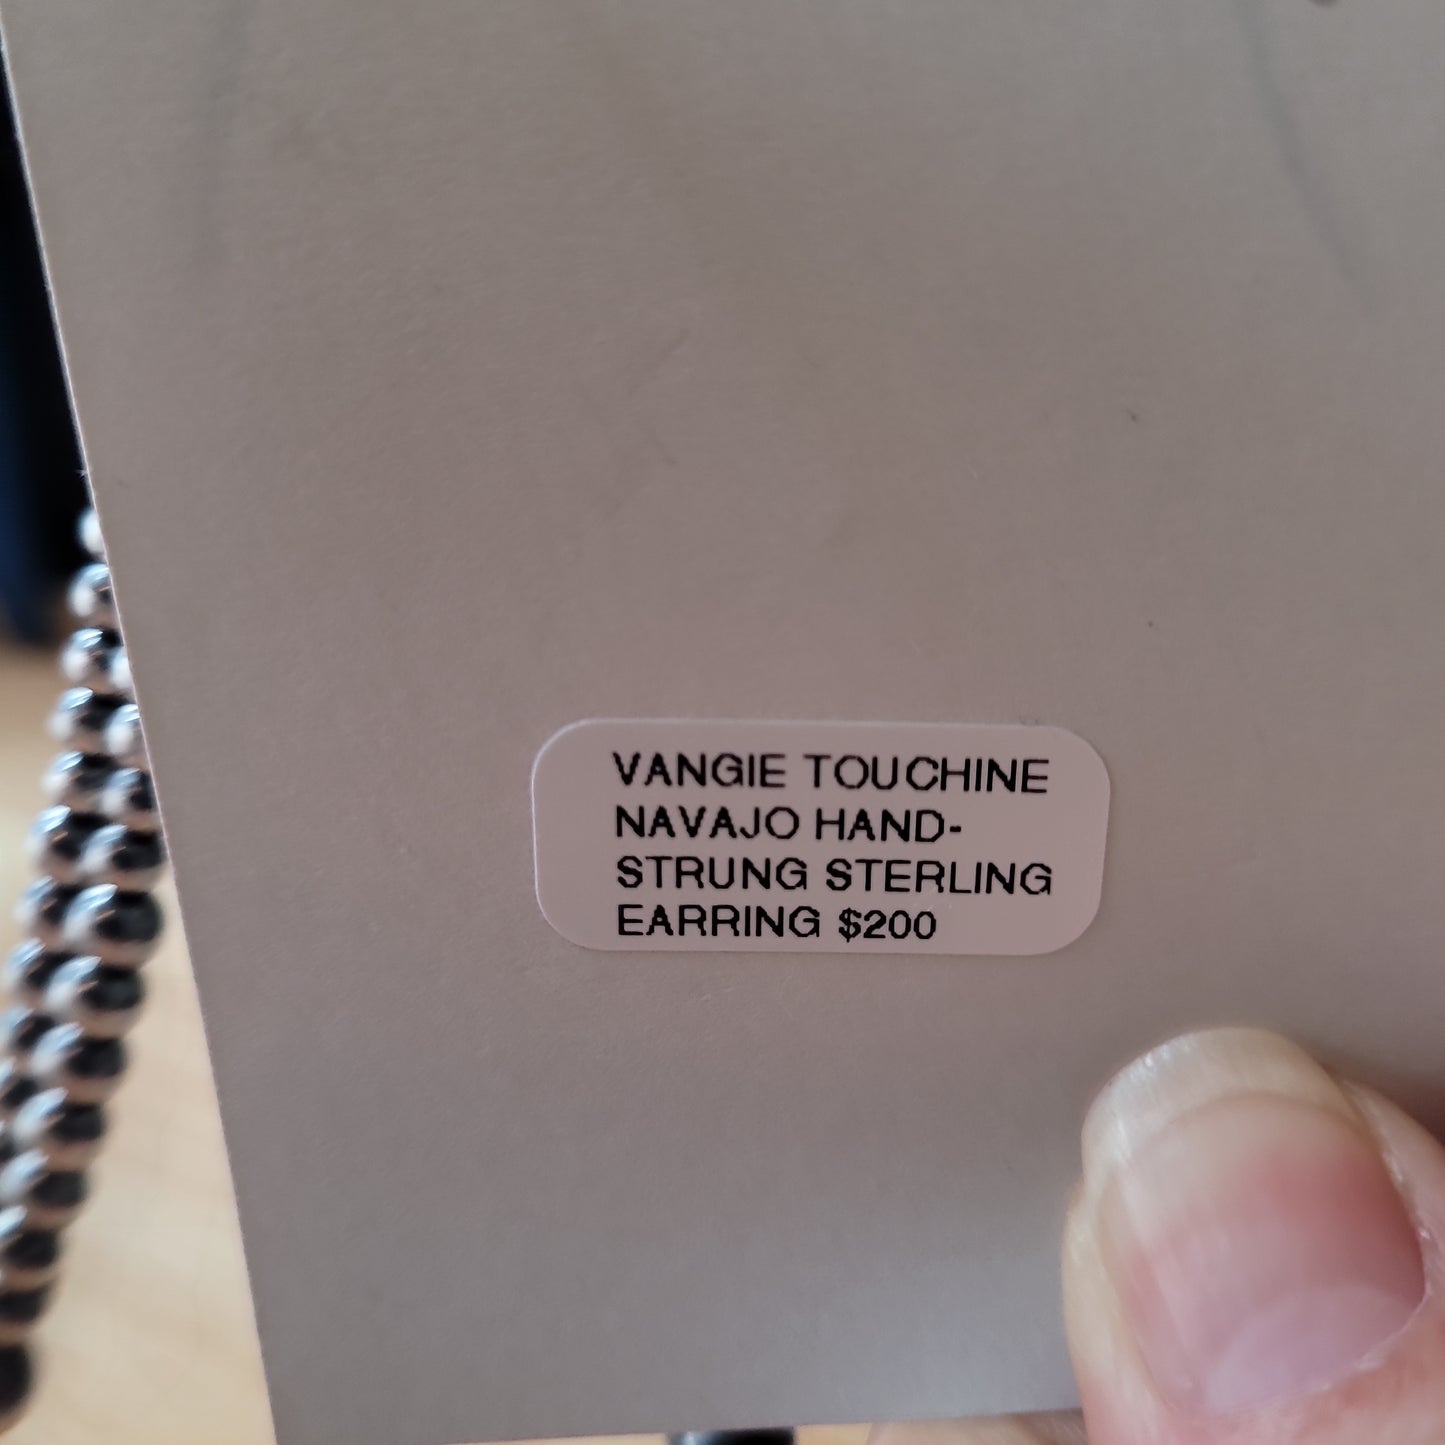 VANGIE TOUCHINE
NAVAJO HAND-
STRUNG STERLING
EARRING $200